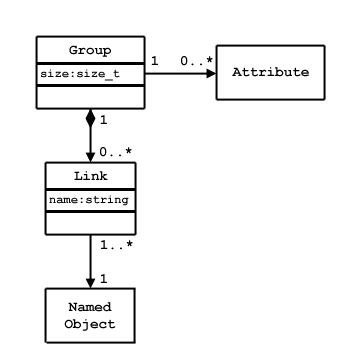 Group
size:size_t
1 0..*
Attribute
1
0..*
Link
name:string
1..*
1
Named
Object